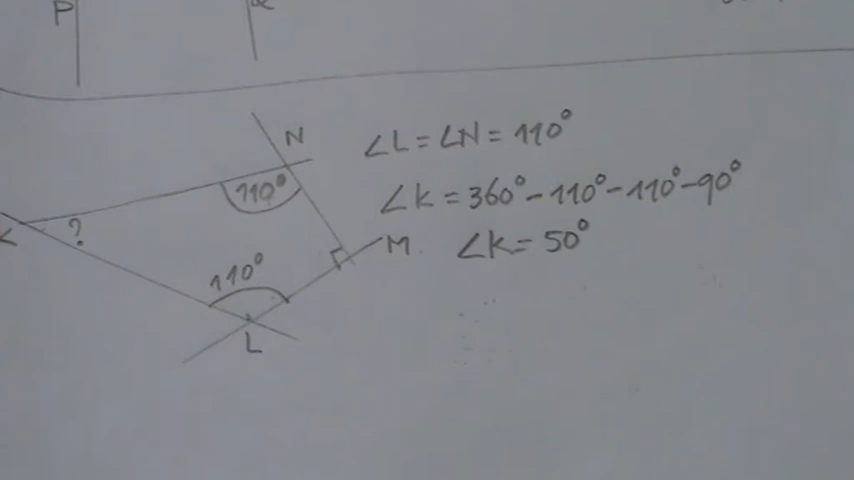 P
N
∠L = ∠N = 110°
110°
∠K = 360° - 110° - 110° - 90°
?
M
∠K = 50°
110°
L